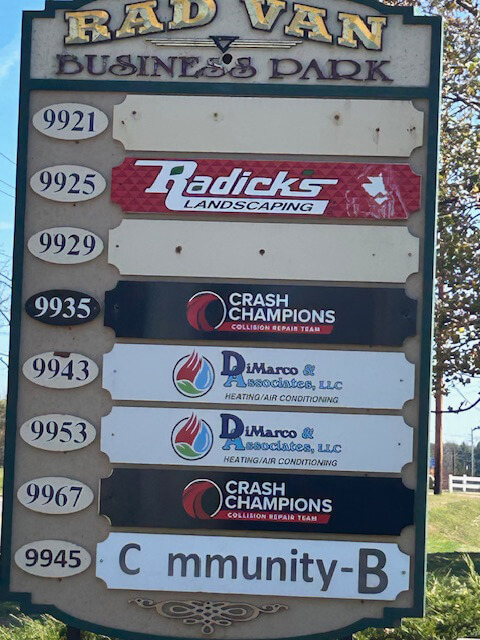 RAD VAN
BUSINESS PARK
9921
9925 Radick's
LANDSCAPING
9929
9935 CRASH
CHAMPIONS
COLLISION REPAIR TEAM
9943 DiMarco &
Associates, LLC
HEATING/AIR CONDITIONING
9953 DiMarco &
Associates, LLC
HEATING/AIR CONDITIONING
9967 CRASH
CHAMPIONS
COLLISION REPAIR TEAM
9945 C mmunity-B